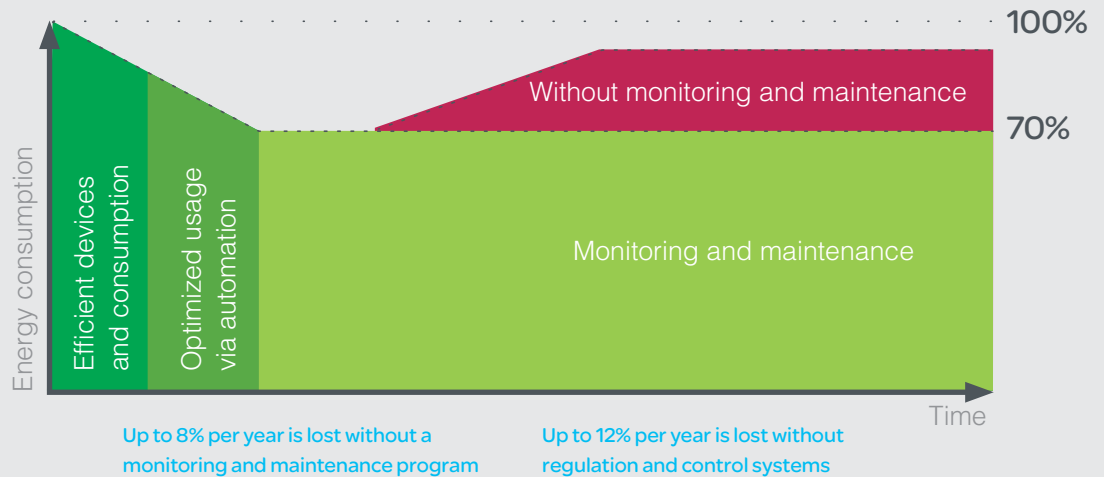 100%
Without monitoring and maintenance
70%
Energy consumption
Efficient devices
and consumption
Optimized usage
via automation
Monitoring and maintenance
Time
Up to 8% per year is lost without a
monitoring and maintenance program
Up to 12% per year is lost without
regulation and control systems